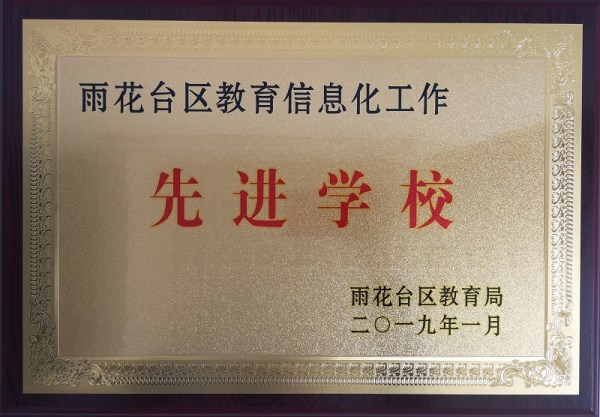 雨花台区教育信息化工作
先进学校
雨花台区教育局
二〇一九年一月